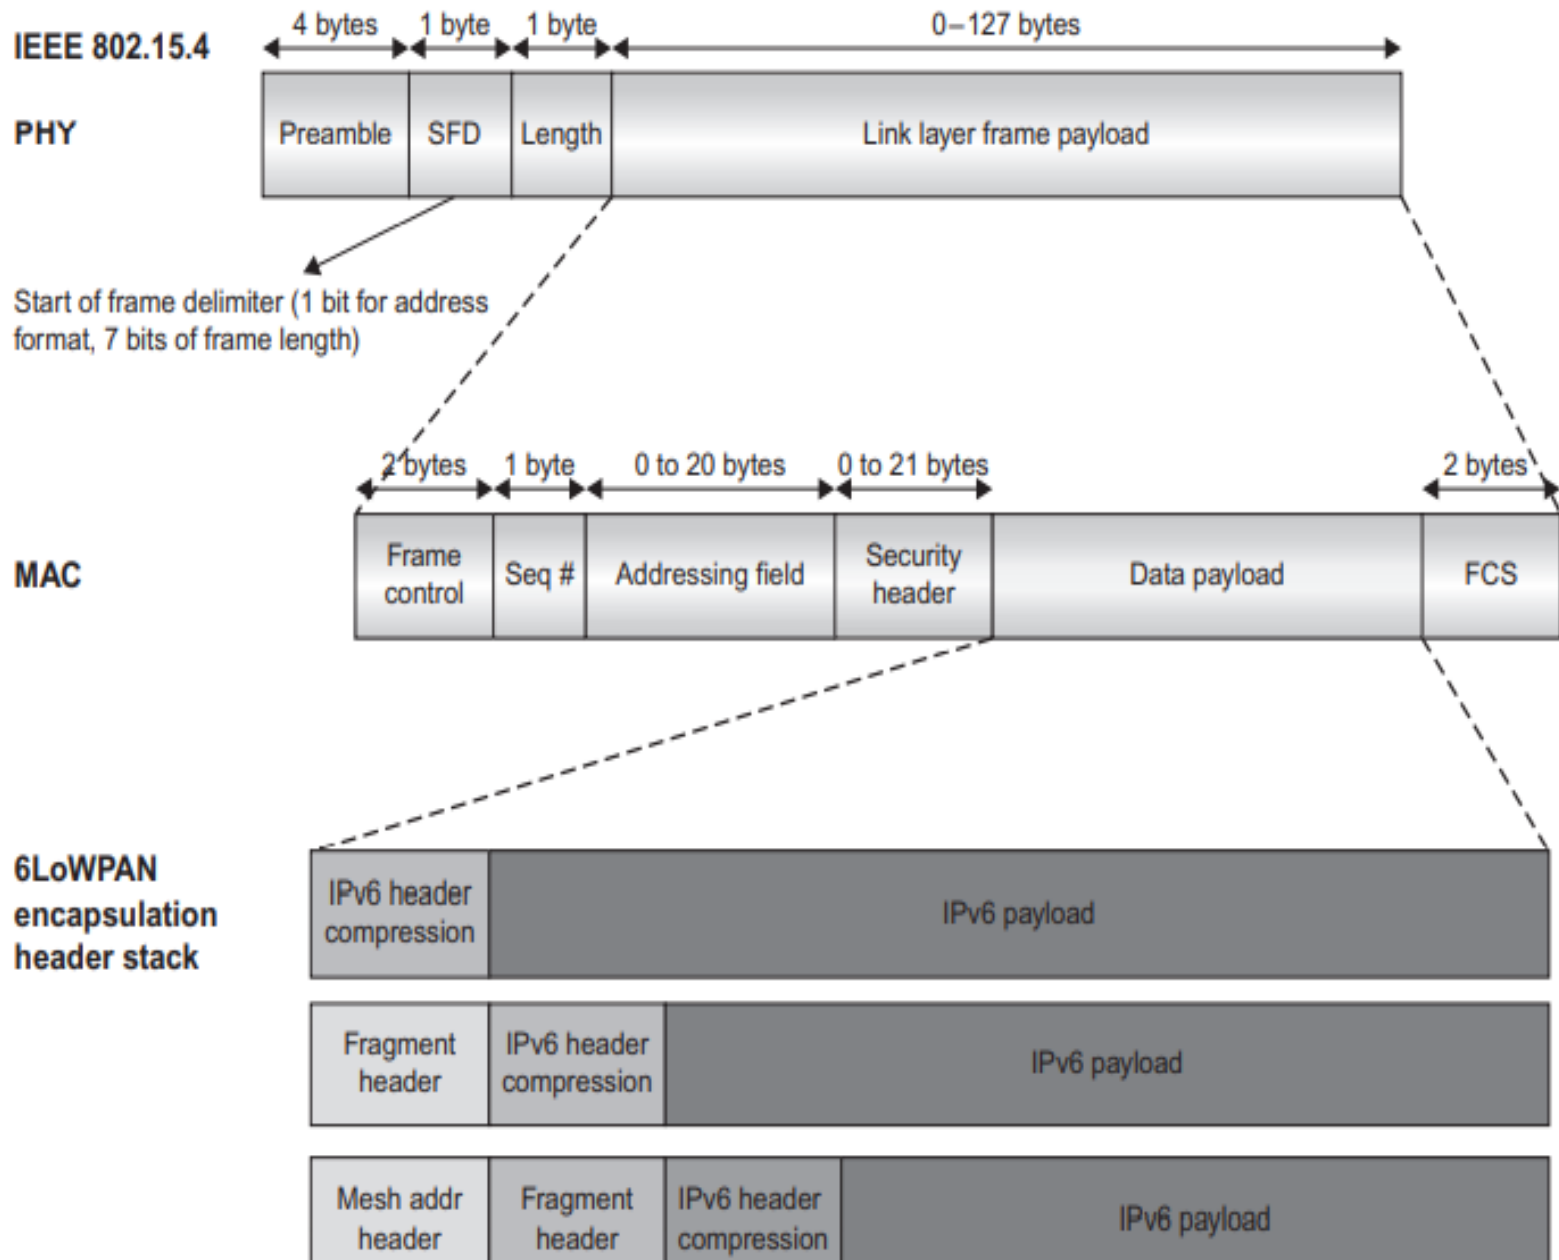 4 bytes 1 byte 1 byte 0–127 bytes
IEEE 802.15.4
PHY
Preamble SFD Length Link layer frame payload
Start of frame delimiter (1 bit for address
format, 7 bits of frame length)
2 bytes 1 byte 0 to 20 bytes 0 to 21 bytes 2 bytes
MAC
Frame
control
Seq #
Addressing field
Security
header
Data payload
FCS
6LoWPAN
encapsulation
header stack
IPv6 header
compression
IPv6 payload
Fragment
header
IPv6 header
compression
IPv6 payload
Mesh addr
header
Fragment
header
IPv6 header
compression
IPv6 payload